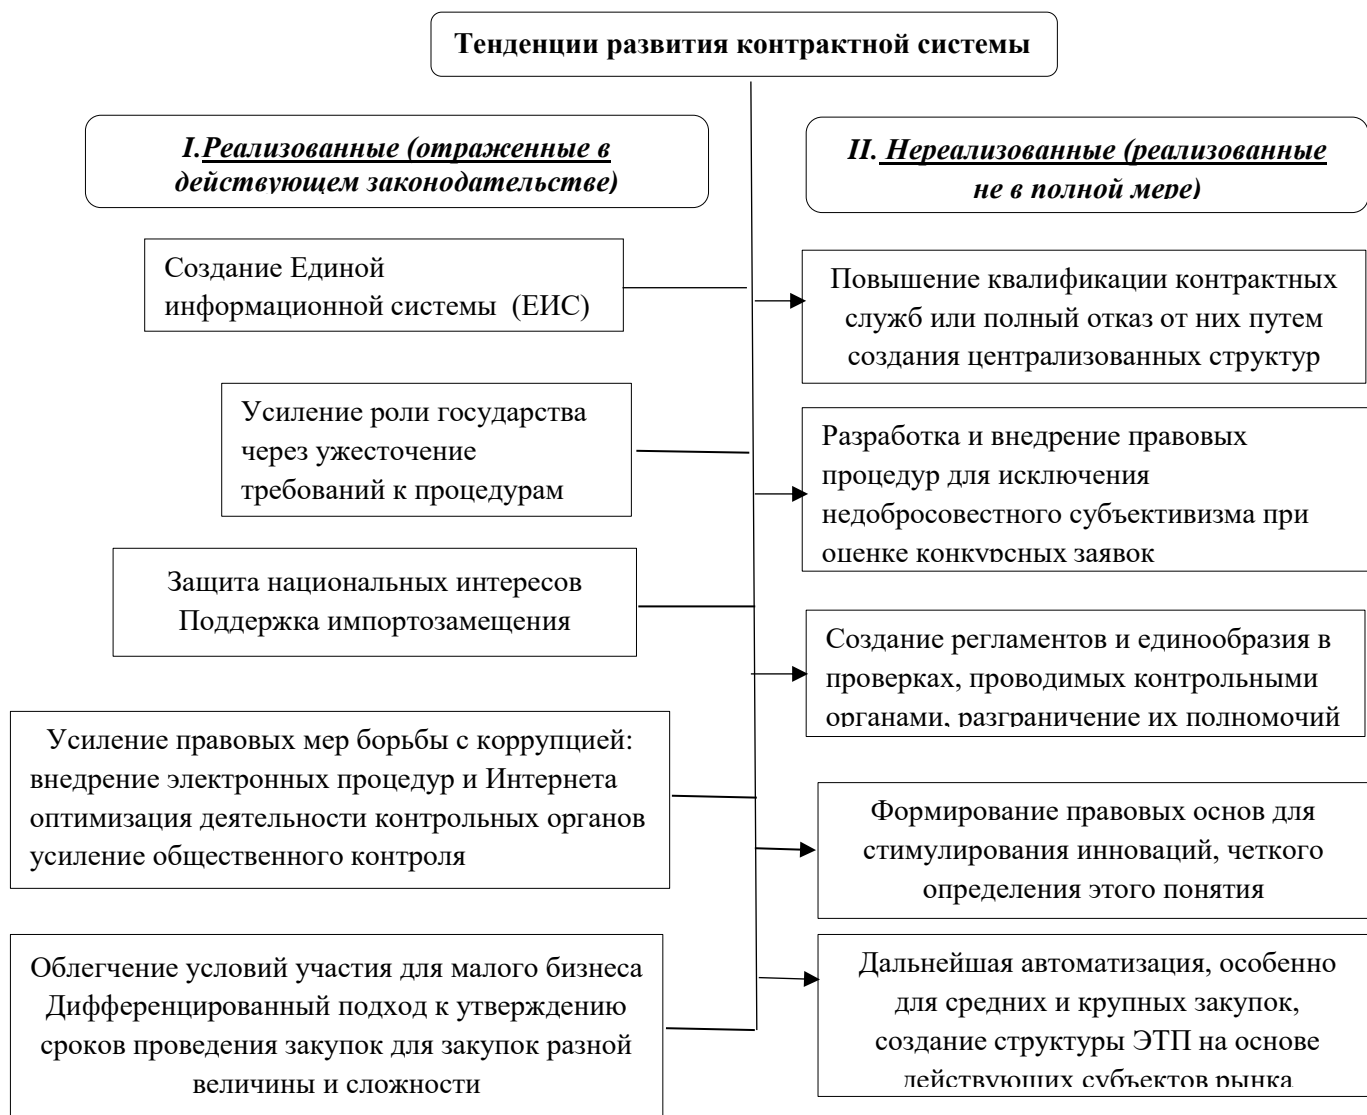 Тенденции развития контрактной системы
I.Реализованные (отраженные в
действующем законодательстве)
II. Нереализованные (реализованные
не в полной мере)
Создание Единой
информационной системы (ЕИС)
Усиление роли государства
через ужесточение
требований к процедурам
Защита национальных интересов
Поддержка импортозамещения
Усиление правовых мер борьбы с коррупцией:
внедрение электронных процедур и Интернета
оптимизация деятельности контрольных органов
усиление общественного контроля
Облегчение условий участия для малого бизнеса
Дифференцированный подход к утверждению
сроков проведения закупок для закупок разной
величины и сложности
Повышение квалификации контрактных
служб или полный отказ от них путем
создания централизованных структур
Разработка и внедрение правовых
процедур для исключения
недобросовестного субъективизма при
оценке конкурсных заявок
Создание регламентов и единообразия в
проверках, проводимых контрольными
органами, разграничение их полномочий
Формирование правовых основ для
стимулирования инноваций, четкого
определения этого понятия
Дальнейшая автоматизация, особенно
для средних и крупных закупок,
создание структуры ЭТП на основе
действующих субъектов рынка